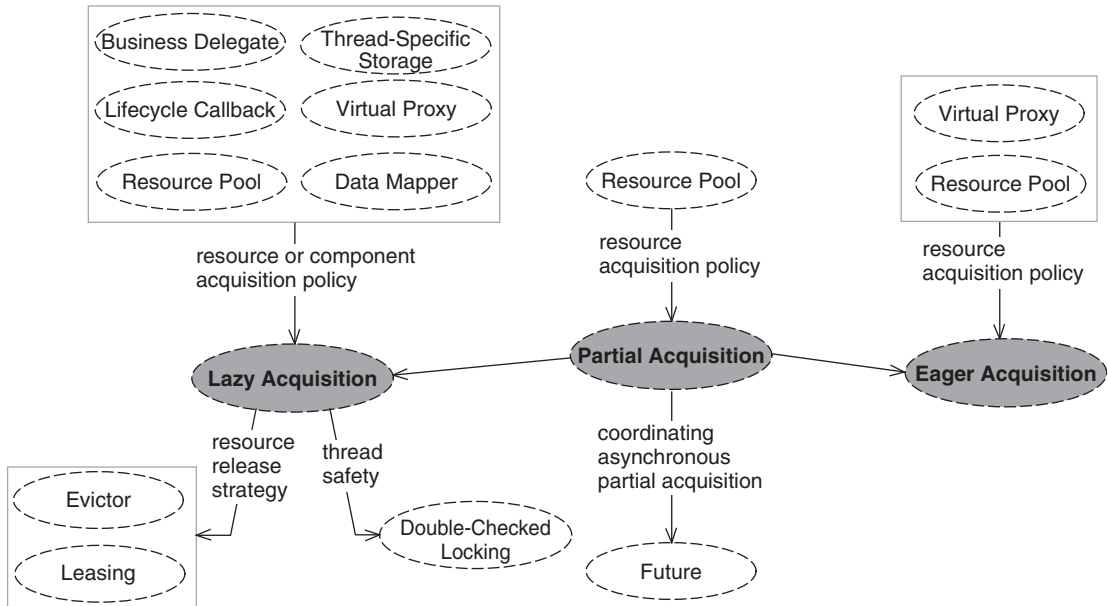 Business Delegate
Thread-Specific
Storage
Lifecycle Callback
Virtual Proxy
Resource Pool
Data Mapper
resource or component
acquisition policy
Resource Pool
resource
acquisition policy
Virtual Proxy
Resource Pool
resource
acquisition policy
Lazy Acquisition
Partial Acquisition
Eager Acquisition
resource
release
strategy
thread
safety
coordinating
asynchronous
partial acquisition
Evictor
Leasing
Double-Checked
Locking
Future